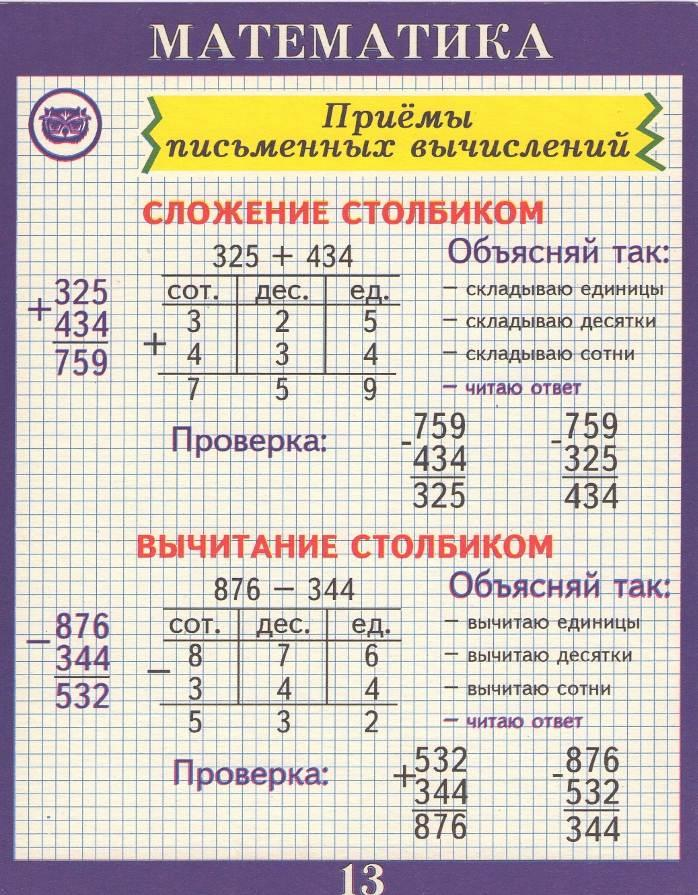 МАТЕМАТИКА
Приёмы
письменных вычислений
СЛОЖЕНИЕ СТОЛБИКОМ
325 + 434
Объясняй так:
+325
434
759
сот. дес. ед.
+
3 2 5
4 3 4
7 5 9
– складываю единицы
– складываю десятки
– складываю сотни
– читаю ответ
Проверка:
-759
434
325
-759
325
434
ВЫЧИТАНИЕ СТОЛБИКОМ
876 – 344
Объясняй так:
–876
344
532
сот. дес. ед.
–
8 7 6
3 4 4
5 3 2
– вычитаю единицы
– вычитаю десятки
– вычитаю сотни
– читаю ответ
Проверка:
+532
344
876
-876
532
344
13